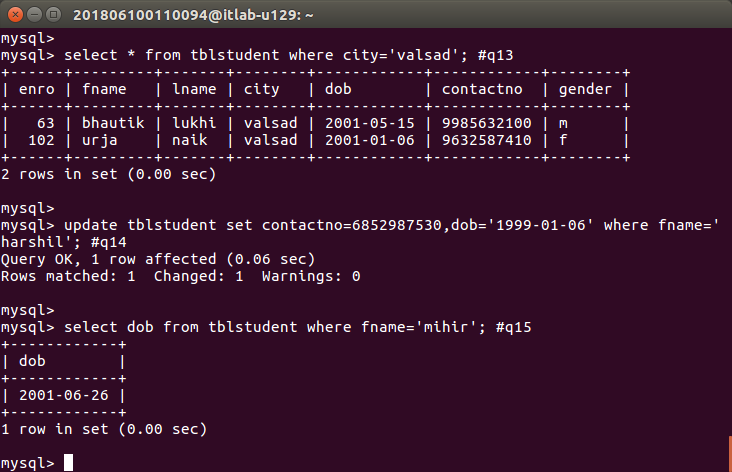 201806100110094@itlab-u129: ~
mysql>
mysql> select * from tblstudent where city='valsad'; #q13
+------+---------+-------+--------+------------+------------+--------+
| enro | fname   | lname | city   | dob        | contactno  | gender |
+------+---------+-------+--------+------------+------------+--------+
|   63 | bhautik | lukhi | valsad | 2001-05-15 | 9985632100 | m      |
|  102 | urja    | naik  | valsad | 2001-01-06 | 9632587410 | f      |
+------+---------+-------+--------+------------+------------+--------+
2 rows in set (0.00 sec)
mysql>
mysql> update tblstudent set contactno=6852987530,dob='1999-01-06' where fname='
harshil'; #q14
Query OK, 1 row affected (0.06 sec)
Rows matched: 1  Changed: 1  Warnings: 0
mysql>
mysql> select dob from tblstudent where fname='mihir'; #q15
+------------+
| dob        |
+------------+
| 2001-06-26 |
+------------+
1 row in set (0.00 sec)
mysql>